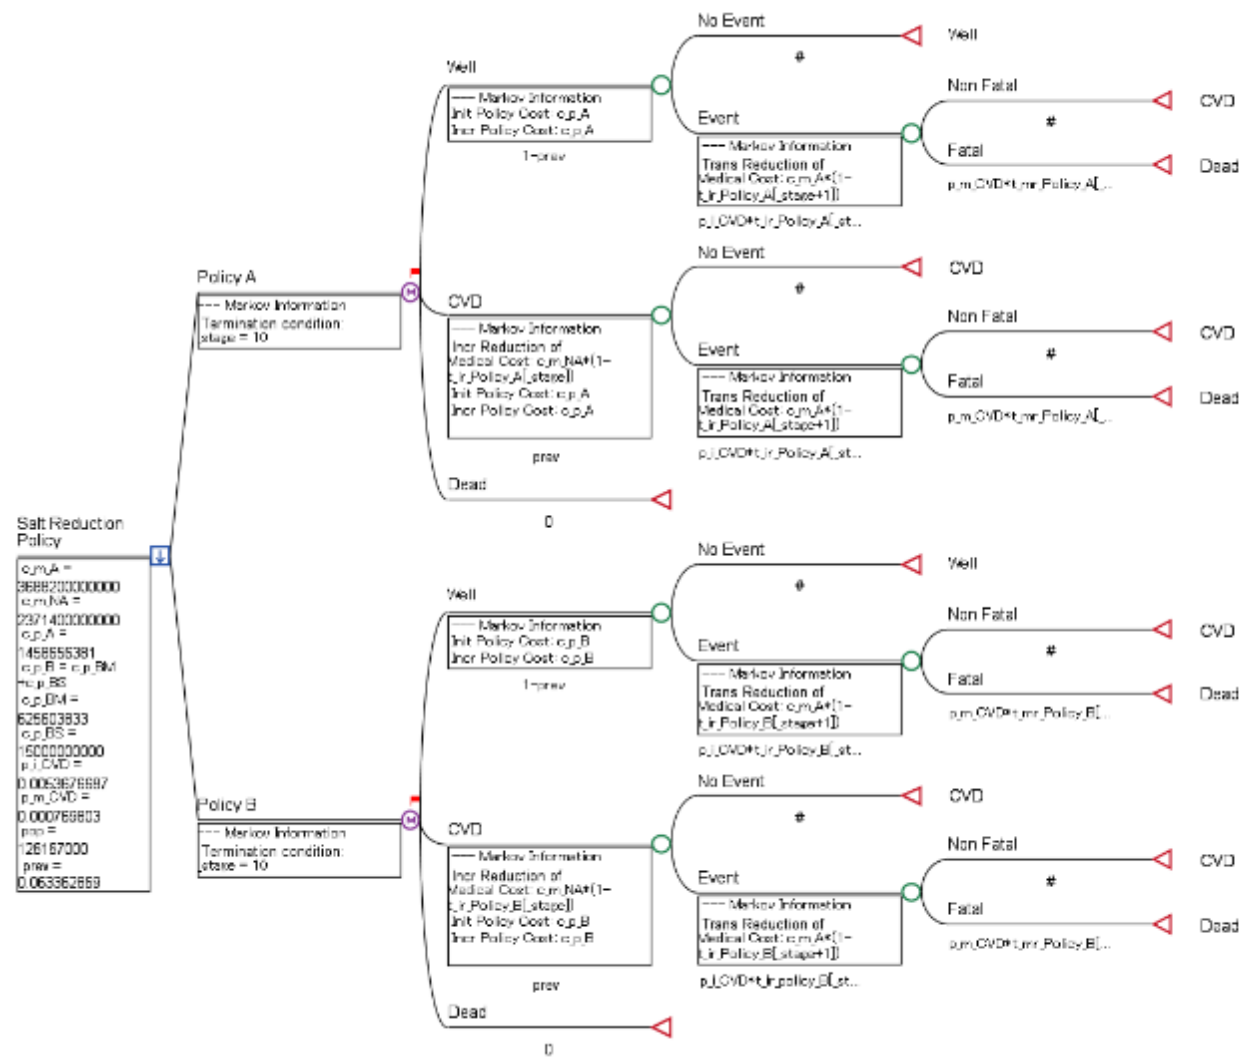 Salt Reduction
Policy
c_m_A =
3688200000000
c_m_NA =
2371400000000
c_p_A =
1458656381
c_p_B = c_p_BM
+c_p_BS
c_p_BM =
625603833
c_p_BS =
15000000000
p_i_CVD =
0.0053676687
p_m_CVD =
0.000769803
pop =
126167000
prev =
0.063362669
Policy A
--- Markov Information
Termination condition:
stage = 10
Well
--- Markov Information
Init Policy Cost: c_p_A
Incr Policy Cost: c_p_A
1-prev
No Event
#
Well
Event
--- Markov Information
Trans Reduction of
Medical Cost: c_m_A*(1-
t_ir_Policy_A[_stage+1])
p_i_CVD*t_ir_Policy_A[_st...
Non Fatal
#
CVD
Fatal
p_m_CVD*t_mr_Policy_A[_...
Dead
CVD
--- Markov Information
Incr Reduction of
Medical Cost: c_m_NA*(1-
t_ir_Policy_A[_stage])
Init Policy Cost: c_p_A
Incr Policy Cost: c_p_A
prev
No Event
#
CVD
Event
--- Markov Information
Trans Reduction of
Medical Cost: c_m_A*(1-
t_ir_Policy_A[_stage+1])
p_i_CVD*t_ir_Policy_A[_st...
Non Fatal
#
CVD
Fatal
p_m_CVD*t_mr_Policy_A[_...
Dead
Dead
0
Policy B
--- Markov Information
Termination condition:
stage = 10
Well
--- Markov Information
Init Policy Cost: c_p_B
Incr Policy Cost: c_p_B
1-prev
No Event
#
Well
Event
--- Markov Information
Trans Reduction of
Medical Cost: c_m_A*(1-
t_ir_Policy_B[_stage+1])
p_i_CVD*t_ir_Policy_B[_st...
Non Fatal
#
CVD
Fatal
p_m_CVD*t_mr_Policy_B[_...
Dead
CVD
--- Markov Information
Incr Reduction of
Medical Cost: c_m_NA*(1-
t_ir_Policy_B[_stage])
Init Policy Cost: c_p_B
Incr Policy Cost: c_p_B
prev
No Event
#
CVD
Event
--- Markov Information
Trans Reduction of
Medical Cost: c_m_A*(1-
t_ir_Policy_B[_stage+1])
p_i_CVD*t_ir_policy_B[_st...
Non Fatal
#
CVD
Fatal
p_m_CVD*t_mr_Policy_B[_...
Dead
Dead
0